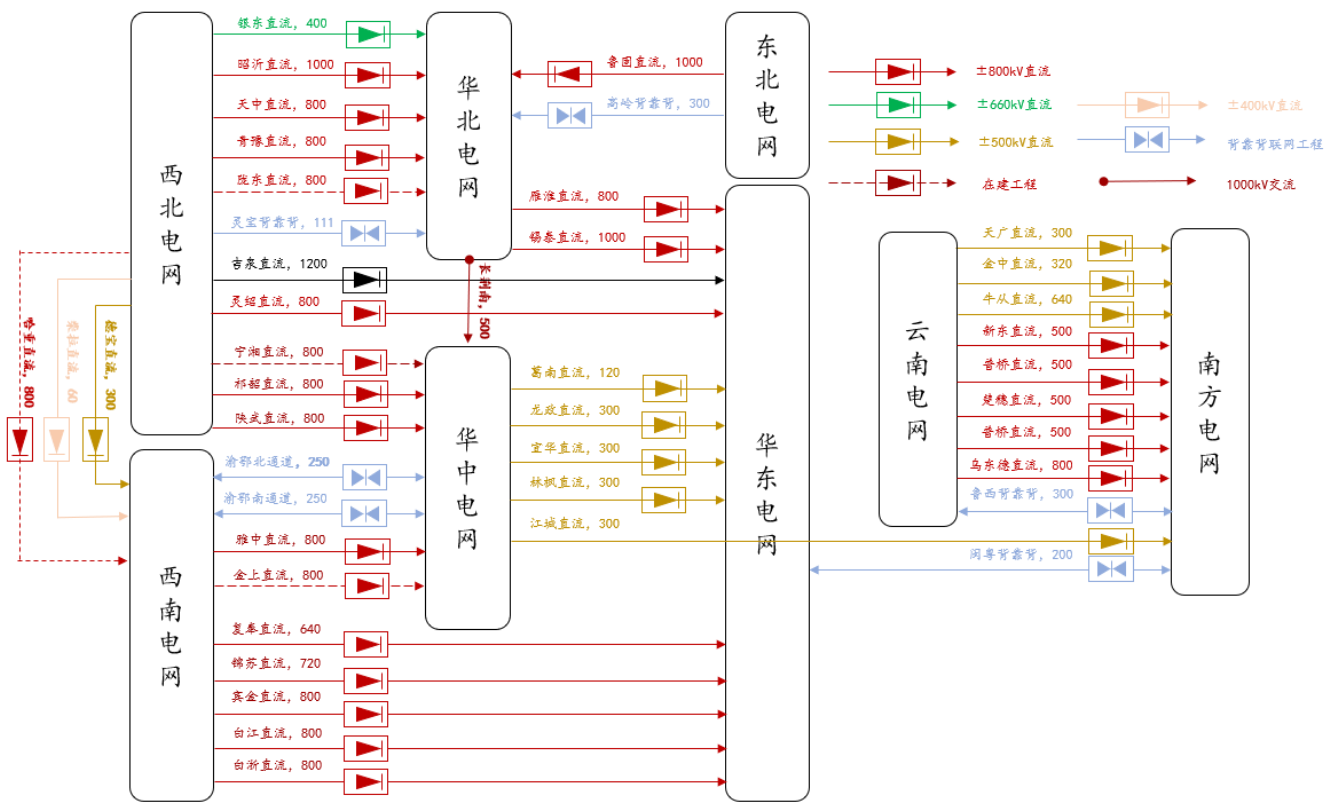 西北电网
华北电网
东北电网
西南电网
华中电网
华东电网
云南电网
南方电网
银东直流，400
昭沂直流，1000
天中直流，800
青豫直流，800
陇东直流，800
灵宝背靠背，111
吉泉直流，1200
灵绍直流，800
宁湘直流，800
祁韶直流，800
陕武直流，800
哈重直流，800
柴拉直流，60
德宝直流，300
渝鄂北通道，250
渝鄂南通道，250
雅中直流，800
金上直流，800
复奉直流，640
锦苏直流，720
宾金直流，800
白江直流，800
白浙直流，800
鲁固直流，1000
高岭背靠背，300
雁淮直流，800
锡泰直流，1000
长荆南，500
葛南直流，120
龙政直流，300
宜华直流，300
林枫直流，300
江城直流，300
±800kV直流
±660kV直流
±400kV直流
±500kV直流
背靠背联网工程
在建工程
1000kV交流
天广直流，300
金中直流，320
牛从直流，640
新东直流，500
普桥直流，500
楚穗直流，500
普桥直流，500
乌东德直流，800
鲁西背靠背，300
闽粤背靠背，200